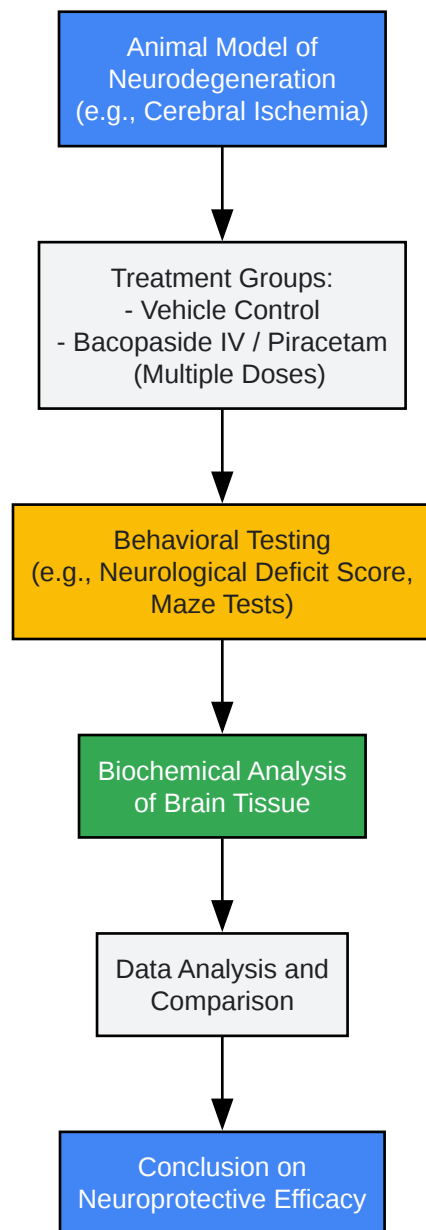 Animal Model of
Neurodegeneration
(e.g., Cerebral Ischemia)
Treatment Groups:
- Vehicle Control
- Bacopaside IV / Piracetam
(Multiple Doses)
Behavioral Testing
(e.g., Neurological Deficit Score,
Maze Tests)
Biochemical Analysis
of Brain Tissue
Data Analysis and
Comparison
Conclusion on
Neuroprotective Efficacy